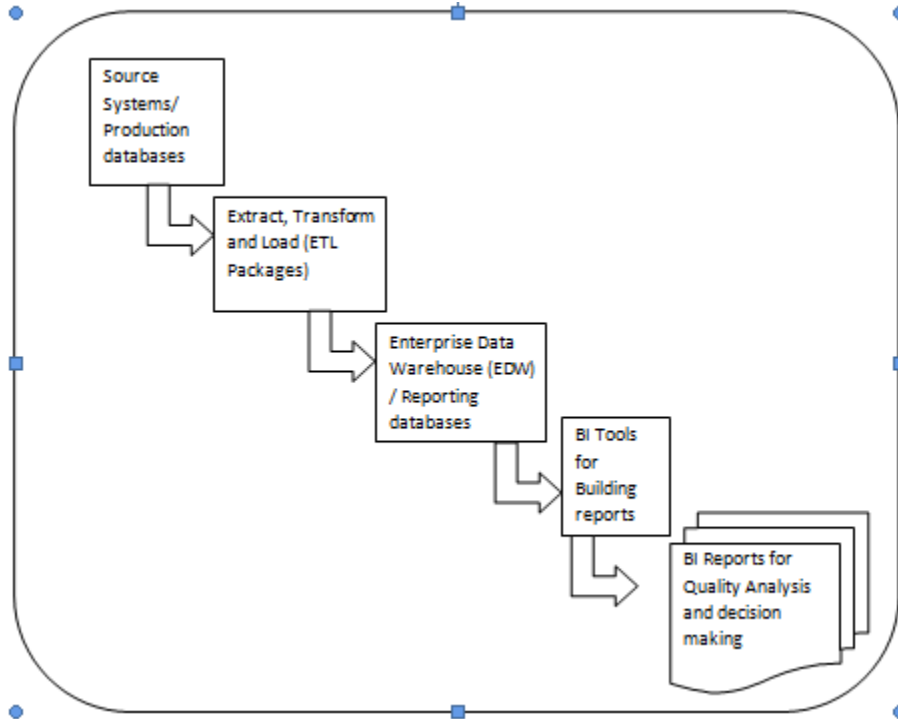 Source
Systems/
Production
databases
Extract, Transform
and Load (ETL
Packages)
Enterprise Data
Warehouse (EDW)
/ Reporting
databases
BI Tools
for
Building
reports
BI Reports for
Quality Analysis
and decision
making